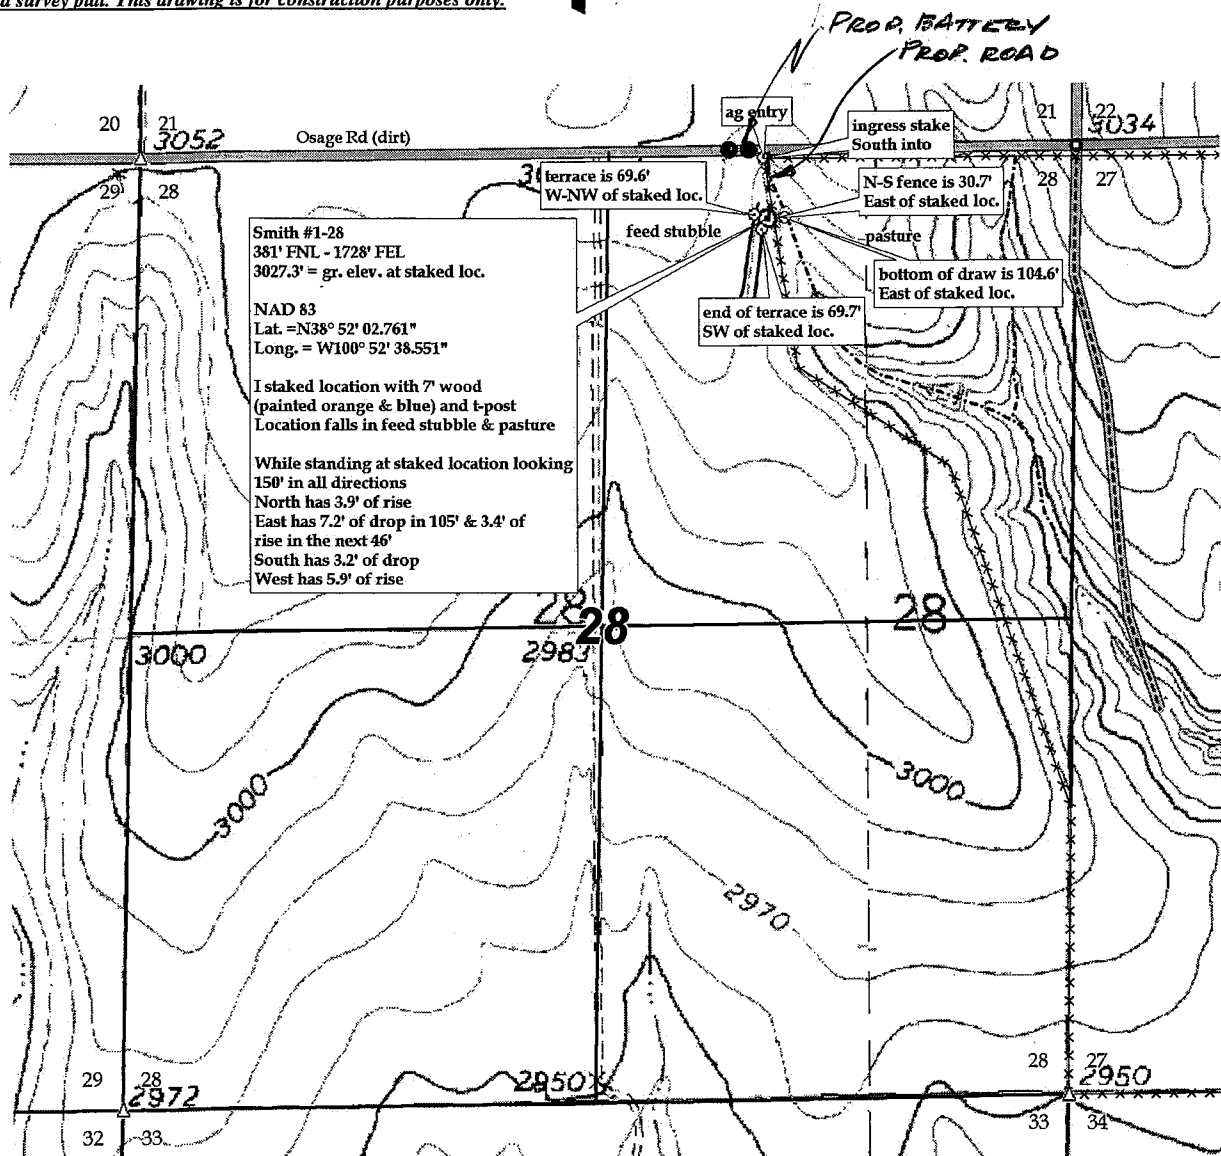 d survey plat. This drawing is for construction purposes only.
PROP. BATTERY
PROP. ROAD
ag entry
20 21
3052
Osage Rd (dirt)
ingress stake
South into
21 22
3034
29 28
terrace is 69.6'
W-NW of staked loc.
N-S fence is 30.7'
East of staked loc.
28 27
feed stubble
pasture
Smith #1-28
381' FNL - 1728' FEL
3027.3' = gr. elev. at staked loc.
NAD 83
Lat. =N38° 52' 02.761"
Long. = W100° 52' 38.551"
I staked location with 7' wood
(painted orange & blue) and t-post
Location falls in feed stubble & pasture
While standing at staked location looking
150' in all directions
North has 3.9' of rise
East has 7.2' of drop in 105' & 3.4' of
rise in the next 46'
South has 3.2' of drop
West has 5.9' of rise
bottom of draw is 104.6'
East of staked loc.
end of terrace is 69.7'
SW of staked loc.
28
28
28
3000
2983
3000
3000
2970
29 28
2972
2950
28 27
2950
32 33
33 34